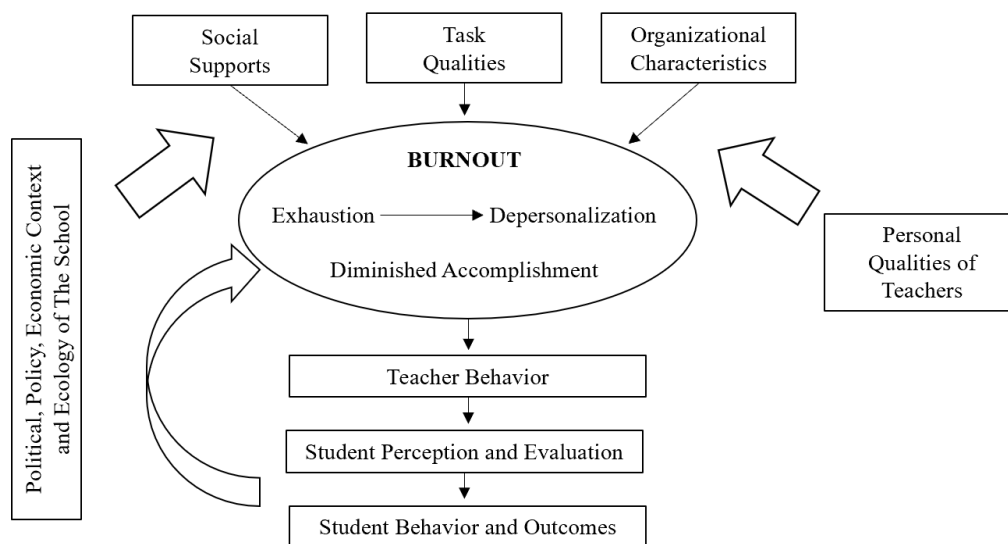 Social
Supports
Task
Qualities
Organizational
Characteristics
Political, Policy, Economic Context
and Ecology of The School
BURNOUT
Exhaustion
Depersonalization
Diminished Accomplishment
Personal
Qualities of
Teachers
Teacher Behavior
Student Perception and Evaluation
Student Behavior and Outcomes